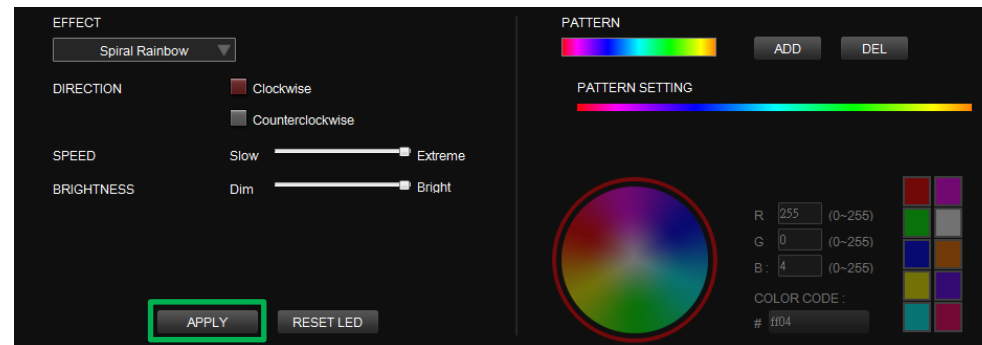 EFFECT
Spiral Rainbow
DIRECTION
Clockwise
Counterclockwise
SPEED
Slow
Extreme
BRIGHTNESS
Dim
Bright
APPLY
RESET LED
PATTERN
ADD
DEL
PATTERN SETTING
R 255 (0~255)
G 0 (0~255)
B : 4 (0~255)
COLOR CODE :
# ff04